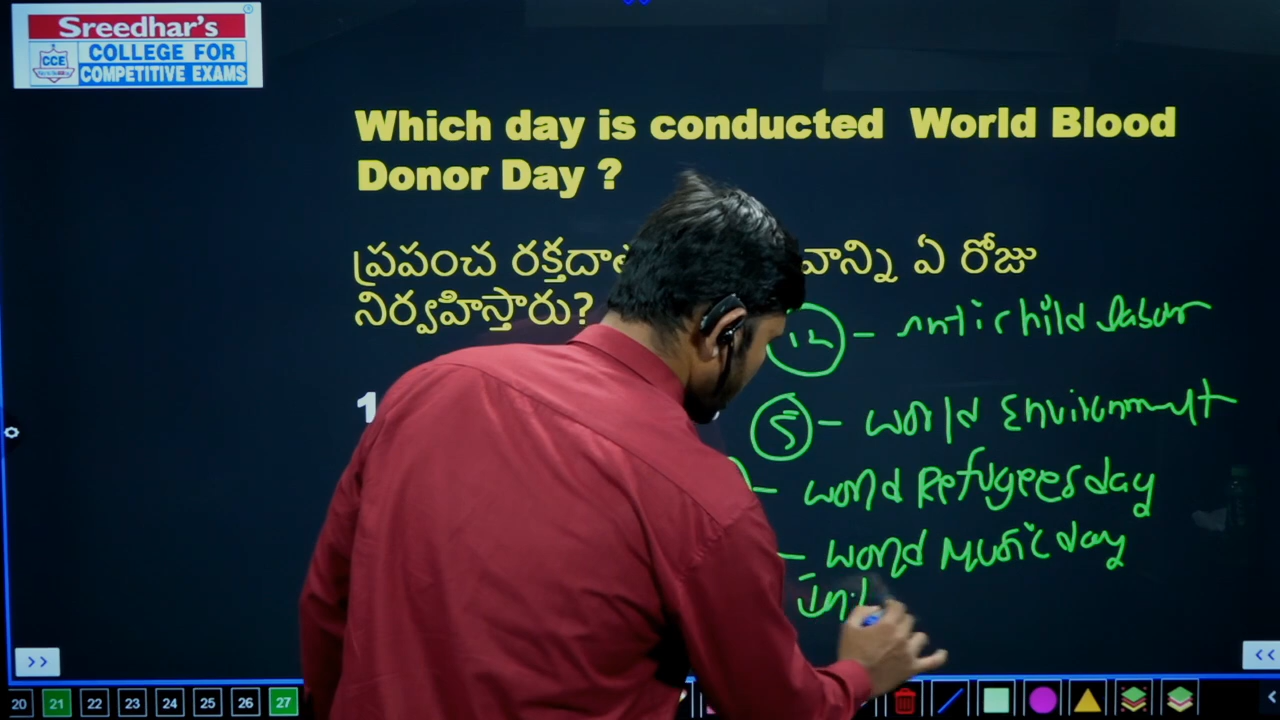 Sreedhar's
CCE
COLLEGE FOR
COMPETITIVE EXAMS
Which day is conducted World Blood
Donor Day ?
ప్రపంచ రక్తదా వాన్ని ఏ రోజు
నిర్వహిస్తారు?
12 - Anti child labour
1
5 - world Environment
- world Refugees day
- world Music day
Int
>>
<<
20 21 22 23 24 25 26 27